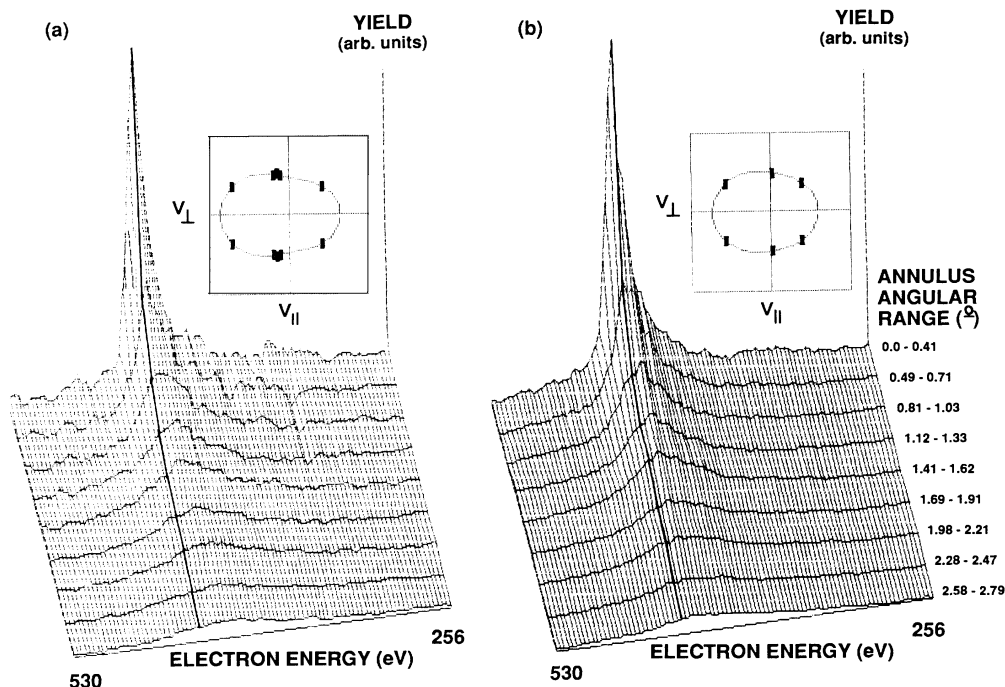 (a)
YIELD
(arb. units)
V⊥
V||
ELECTRON ENERGY (eV)
530
256
(b)
YIELD
(arb. units)
V⊥
V||
ANNULUS
ANGULAR
RANGE (º)
0.0 - 0.41
0.49 - 0.71
0.81 - 1.03
1.12 - 1.33
1.41 - 1.62
1.69 - 1.91
1.98 - 2.21
2.28 - 2.47
2.58 - 2.79
256
ELECTRON ENERGY (eV)
530